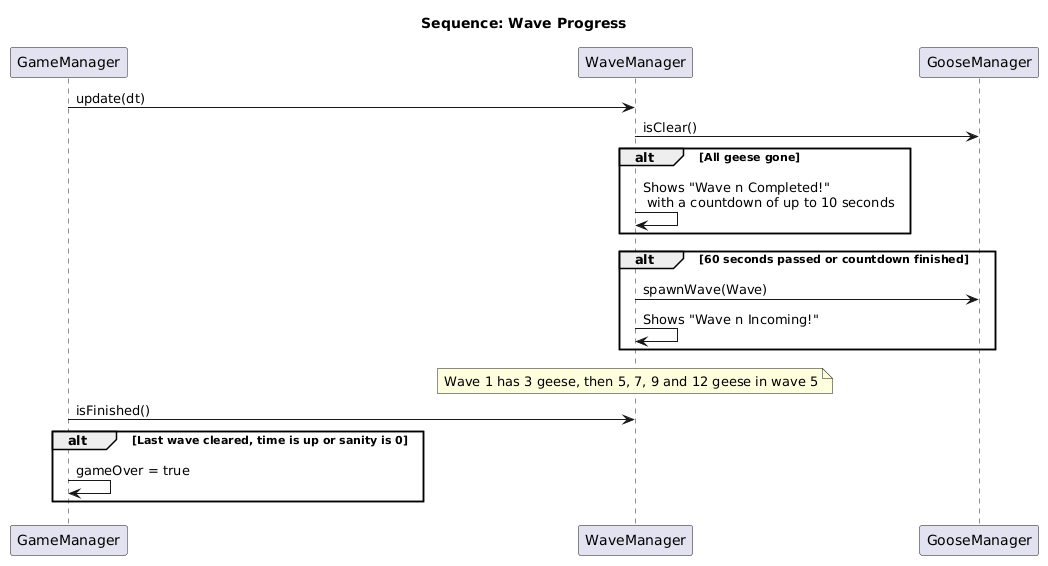 Sequence: Wave Progress
GameManager
WaveManager
GooseManager
update(dt)
isClear()
alt
[All geese gone]
Shows "Wave n Completed!"
with a countdown of up to 10 seconds
alt
[60 seconds passed or countdown finished]
spawnWave(Wave)
Shows "Wave n Incoming!"
Wave 1 has 3 geese, then 5, 7, 9 and 12 geese in wave 5
isFinished()
alt
[Last wave cleared, time is up or sanity is 0]
gameOver = true
GameManager
WaveManager
GooseManager